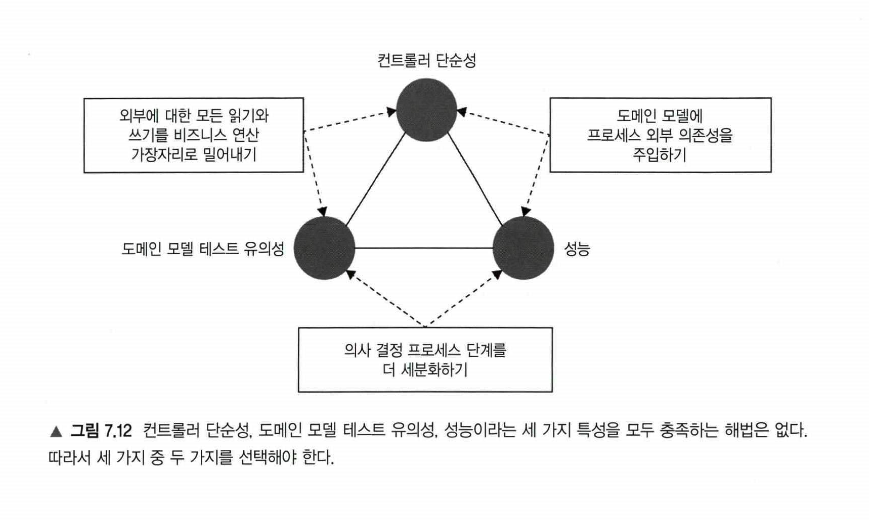 컨트롤러 단순성
외부에 대한 모든 읽기와
쓰기를 비즈니스 연산
가장자리로 밀어내기
도메인 모델에
프로세스 외부 의존성을
주입하기
도메인 모델 테스트 유의성
성능
의사 결정 프로세스 단계를
더 세분화하기
▲ 그림 7.12 컨트롤러 단순성, 도메인 모델 테스트 유의성, 성능이라는 세 가지 특성을 모두 충족하는 해법은 없다.
따라서 세 가지 중 두 가지를 선택해야 한다.